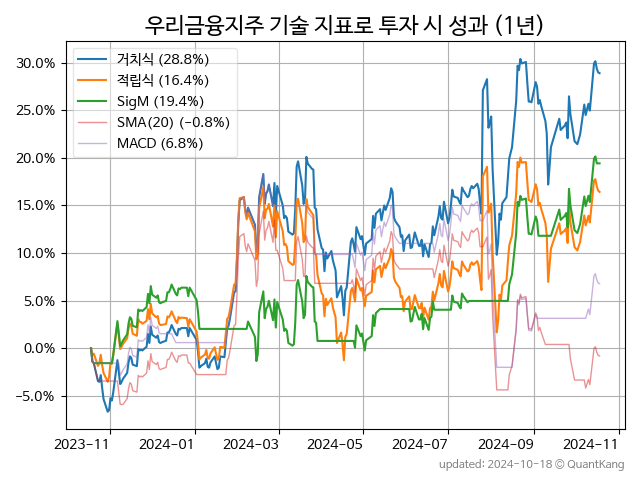 우리금융지주 기술 지표로 투자 시 성과 (1년)
거치식 (28.8%)
적립식 (16.4%)
SigM (19.4%)
SMA(20) (−0.8%)
MACD (6.8%)
30.0%
25.0%
20.0%
15.0%
10.0%
5.0%
0.0%
−5.0%
2023-11 2024-01 2024-03 2024-05 2024-07 2024-09 2024-11
updated: 2024-10-18 ⓒ QuantKang